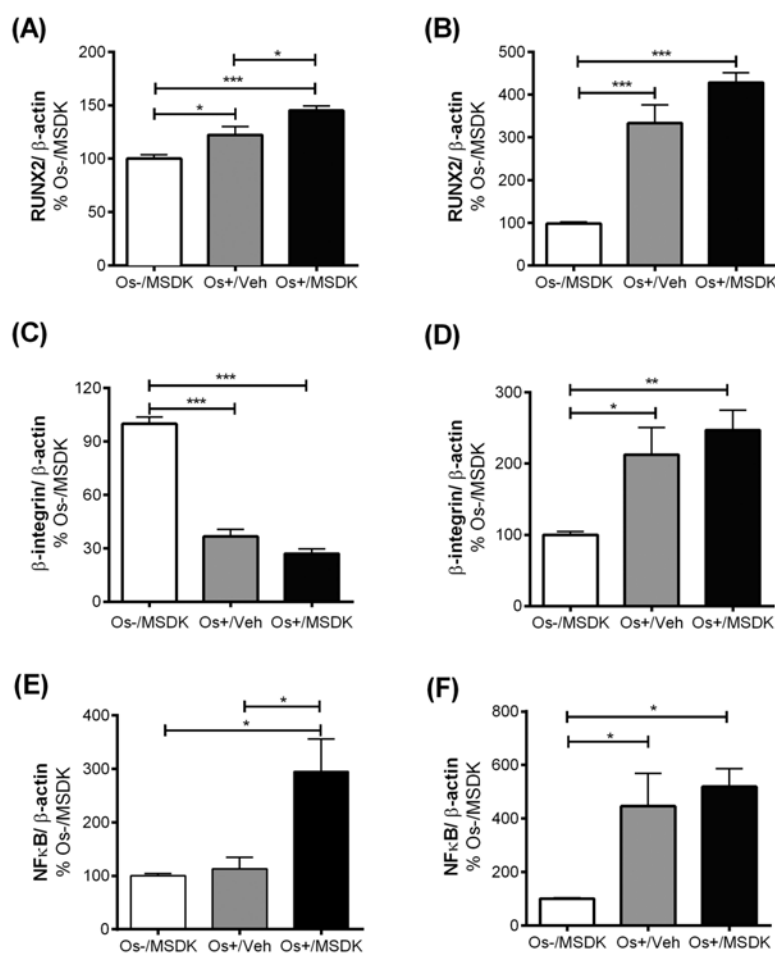 (A)
RUNX2/ β-actin
% Os-/MSDK
200
150
100
50
0
*
***
*
Os-/MSDK Os+/Veh Os+/MSDK
(B)
RUNX2/ β-actin
% Os-/MSDK
500
400
300
200
100
0
***
***
Os-/MSDK Os+/Veh Os+/MSDK
(C)
β-integrin/ β-actin
% Os-/MSDK
120
90
60
30
0
***
***
Os-/MSDK Os+/Veh Os+/MSDK
(D)
β-integrin/ β-actin
% Os-/MSDK
300
200
100
0
**
*
Os-/MSDK Os+/Veh Os+/MSDK
(E)
NFκB/ β-actin
% Os-/MSDK
400
300
200
100
0
*
*
Os-/MSDK Os+/Veh Os+/MSDK
(F)
NFκB/ β-actin
% Os-/MSDK
800
600
400
200
0
*
*
Os-/MSDK Os+/Veh Os+/MSDK